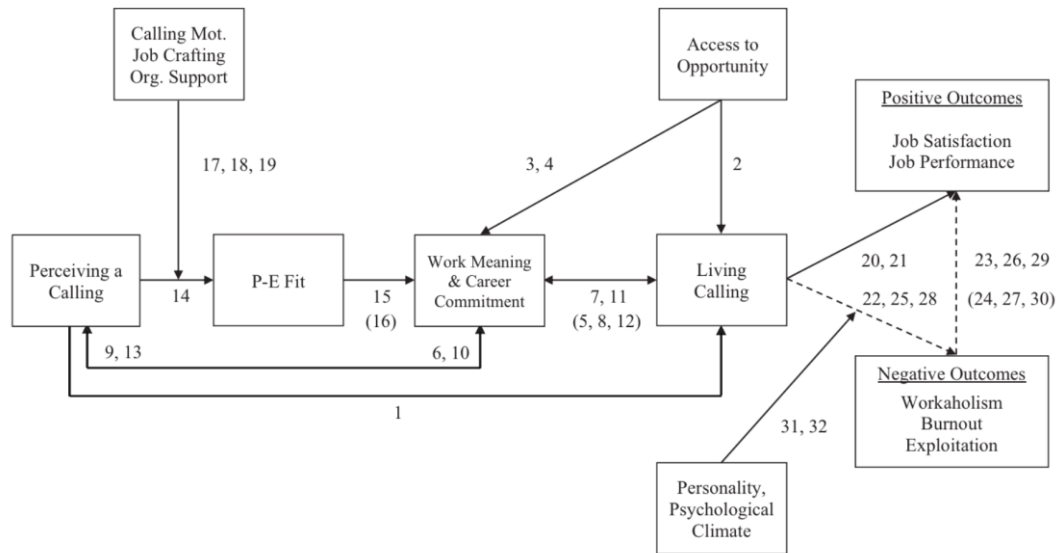 Calling Mot.
Job Crafting
Org. Support
Access to
Opportunity
Positive Outcomes
Job Satisfaction
Job Performance
17, 18, 19
3, 4
2
Perceiving a
Calling
14
P-E Fit
15
(16)
Work Meaning
& Career
Commitment
7, 11
(5, 8, 12)
Living
Calling
20, 21
22, 25, 28
23, 26, 29
(24, 27, 30)
9, 13
6, 10
1
31, 32
Negative Outcomes
Workaholism
Burnout
Exploitation
Personality,
Psychological
Climate